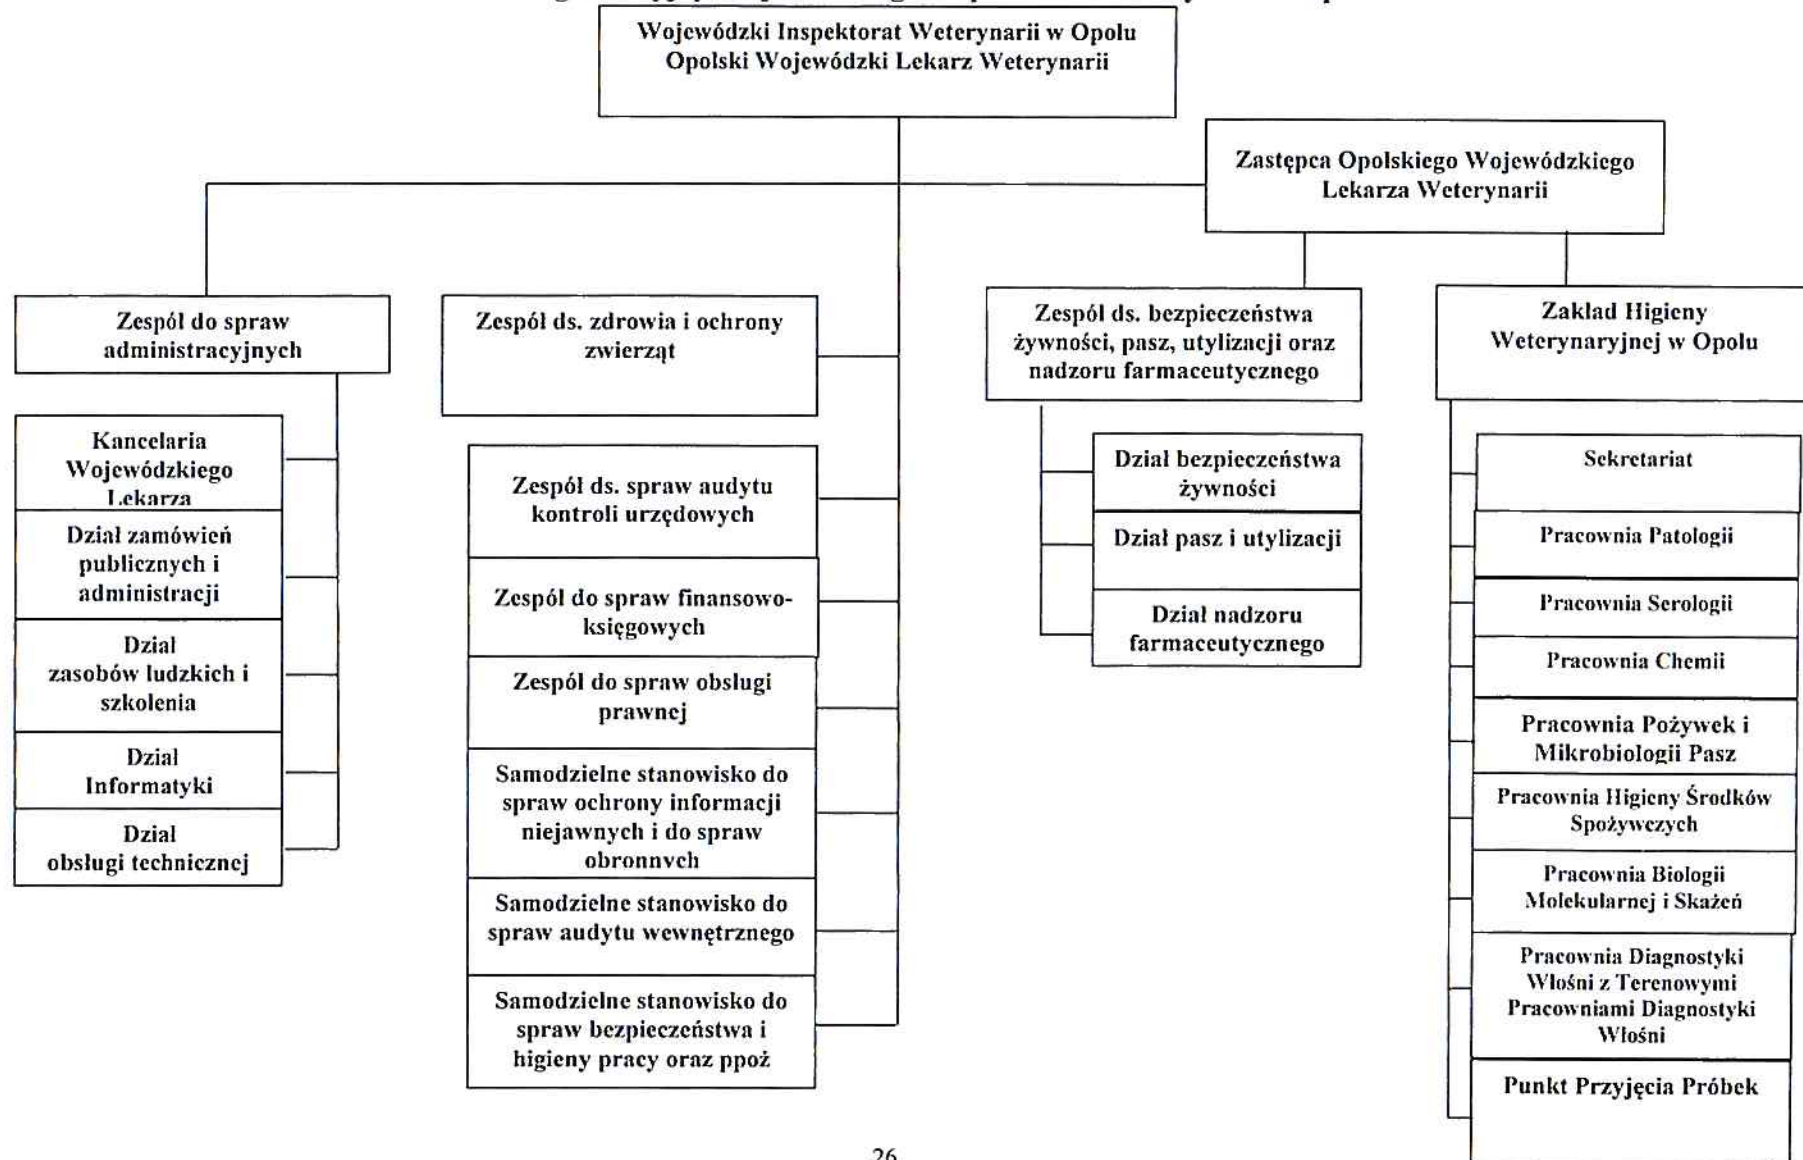 Wojewódzki Inspektorat Weterynarii w Opolu
Opolski Wojewódzki Lekarz Weterynarii
Zastępca Opolskiego Wojewódzkiego
Lekarza Weterynarii
Zespół do spraw
administracyjnych
Kancelaria
Wojewódzkiego
Lekarza
Dział zamówień
publicznych i
administracji
Dział
zasobów ludzkich i
szkolenia
Dział
Informatyki
Dział
obsługi technicznej
Zespół ds. zdrowia i ochrony
zwierząt
Zespół ds. spraw audytu
kontroli urzędowych
Zespół do spraw finansowo-
księgowych
Zespół do spraw obsługi
prawnej
Samodzielne stanowisko do
spraw ochrony informacji
niejawnych i do spraw
obronnych
Samodzielne stanowisko do
spraw audytu wewnętrznego
Samodzielne stanowisko do
spraw bezpieczeństwa i
higieny pracy oraz ppoż
Zespół ds. bezpieczeństwa
żywności, pasz, utylizacji oraz
nadzoru farmaceutycznego
Dział bezpieczeństwa
żywności
Dział pasz i utylizacji
Dział nadzoru
farmaceutycznego
Zakład Higieny
Weterynaryjnej w Opolu
Sekretariat
Pracownia Patologii
Pracownia Serologii
Pracownia Chemii
Pracownia Pożywek i
Mikrobiologii Pasz
Pracownia Higieny Środków
Spożywczych
Pracownia Biologii
Molekularnej i Skażeń
Pracownia Diagnostyki
Włośni z Terenowymi
Pracowniami Diagnostyki
Włośni
Punkt Przyjęcia Próbek
26